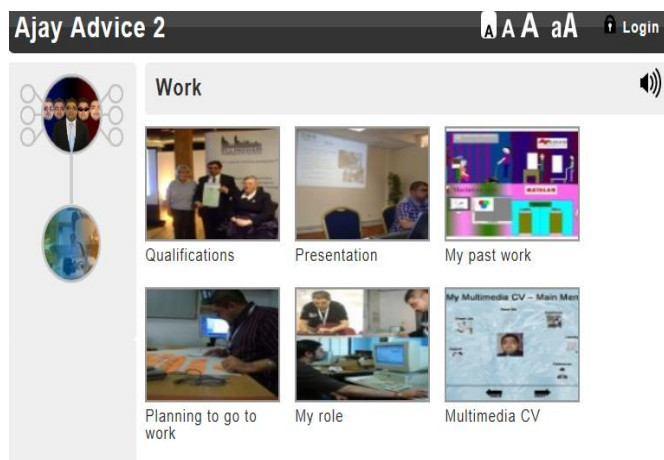 Ajay Advice 2
A A A aA Login
Work
Qualifications
Presentation
My past work
MATALAN
My Multimedia CV – Main Men
Planning to go to
work
My role
Multimedia CV